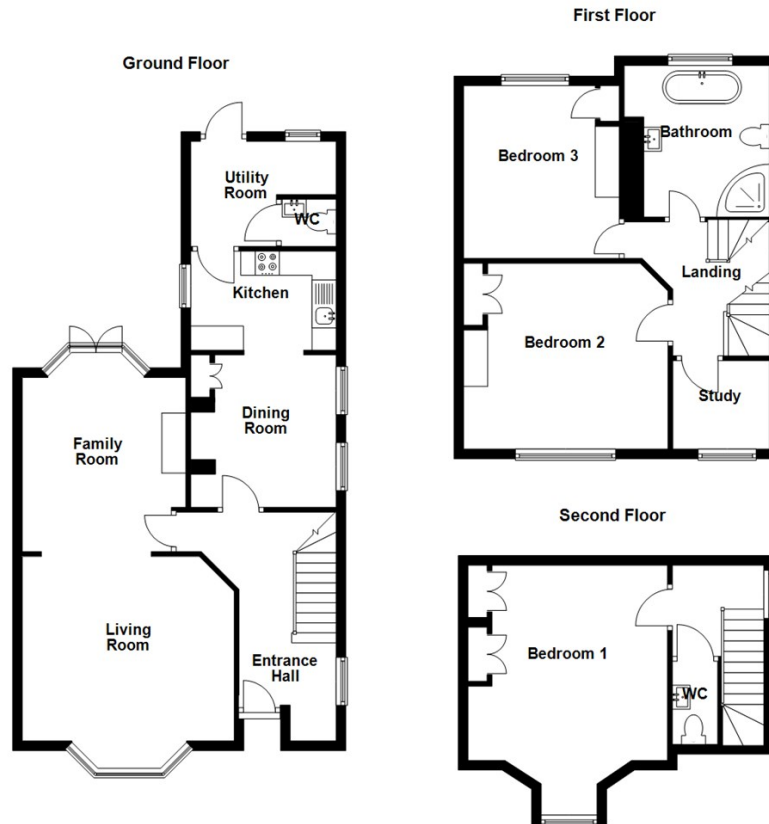 Ground Floor
Utility
Room
WC
Kitchen
Dining
Room
Family
Room
Living
Room
Entrance
Hall
First Floor
Bathroom
Bedroom 3
Landing
Bedroom 2
Study
Second Floor
Bedroom 1
WC